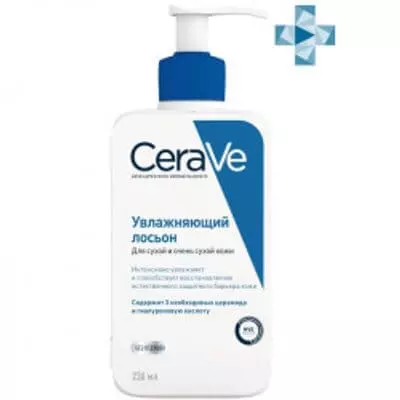 CeraVe
Увлажняющий
лосьон
Для сухой и очень сухой кожи
Интенсивно увлажняет
и способствует восстановлению
естественного защитного барьера кожи
Содержит 3 необходимых церамида
и гиалуроновую кислоту
236 мл